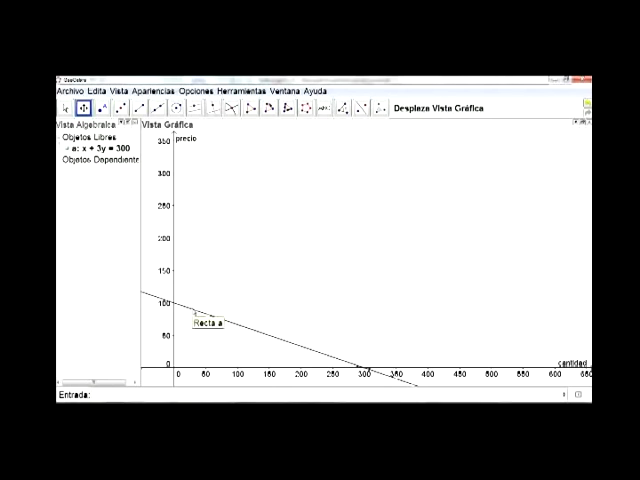 GeoGebra
Archivo Edita Vista Apariencias Opciones Herramientas Ventana Ayuda
A
ABC
Desplaza Vista Gráfica
Vista Algebraica
Vista Gráfica
Objetos Libres
a: x + 3y = 300
Objetos Dependiente
precio
350
300
250
200
150
100
50
0
Recta a
cantidad
0 50 100 150 200 250 300 350 400 450 500 550 600 650
Entrada: